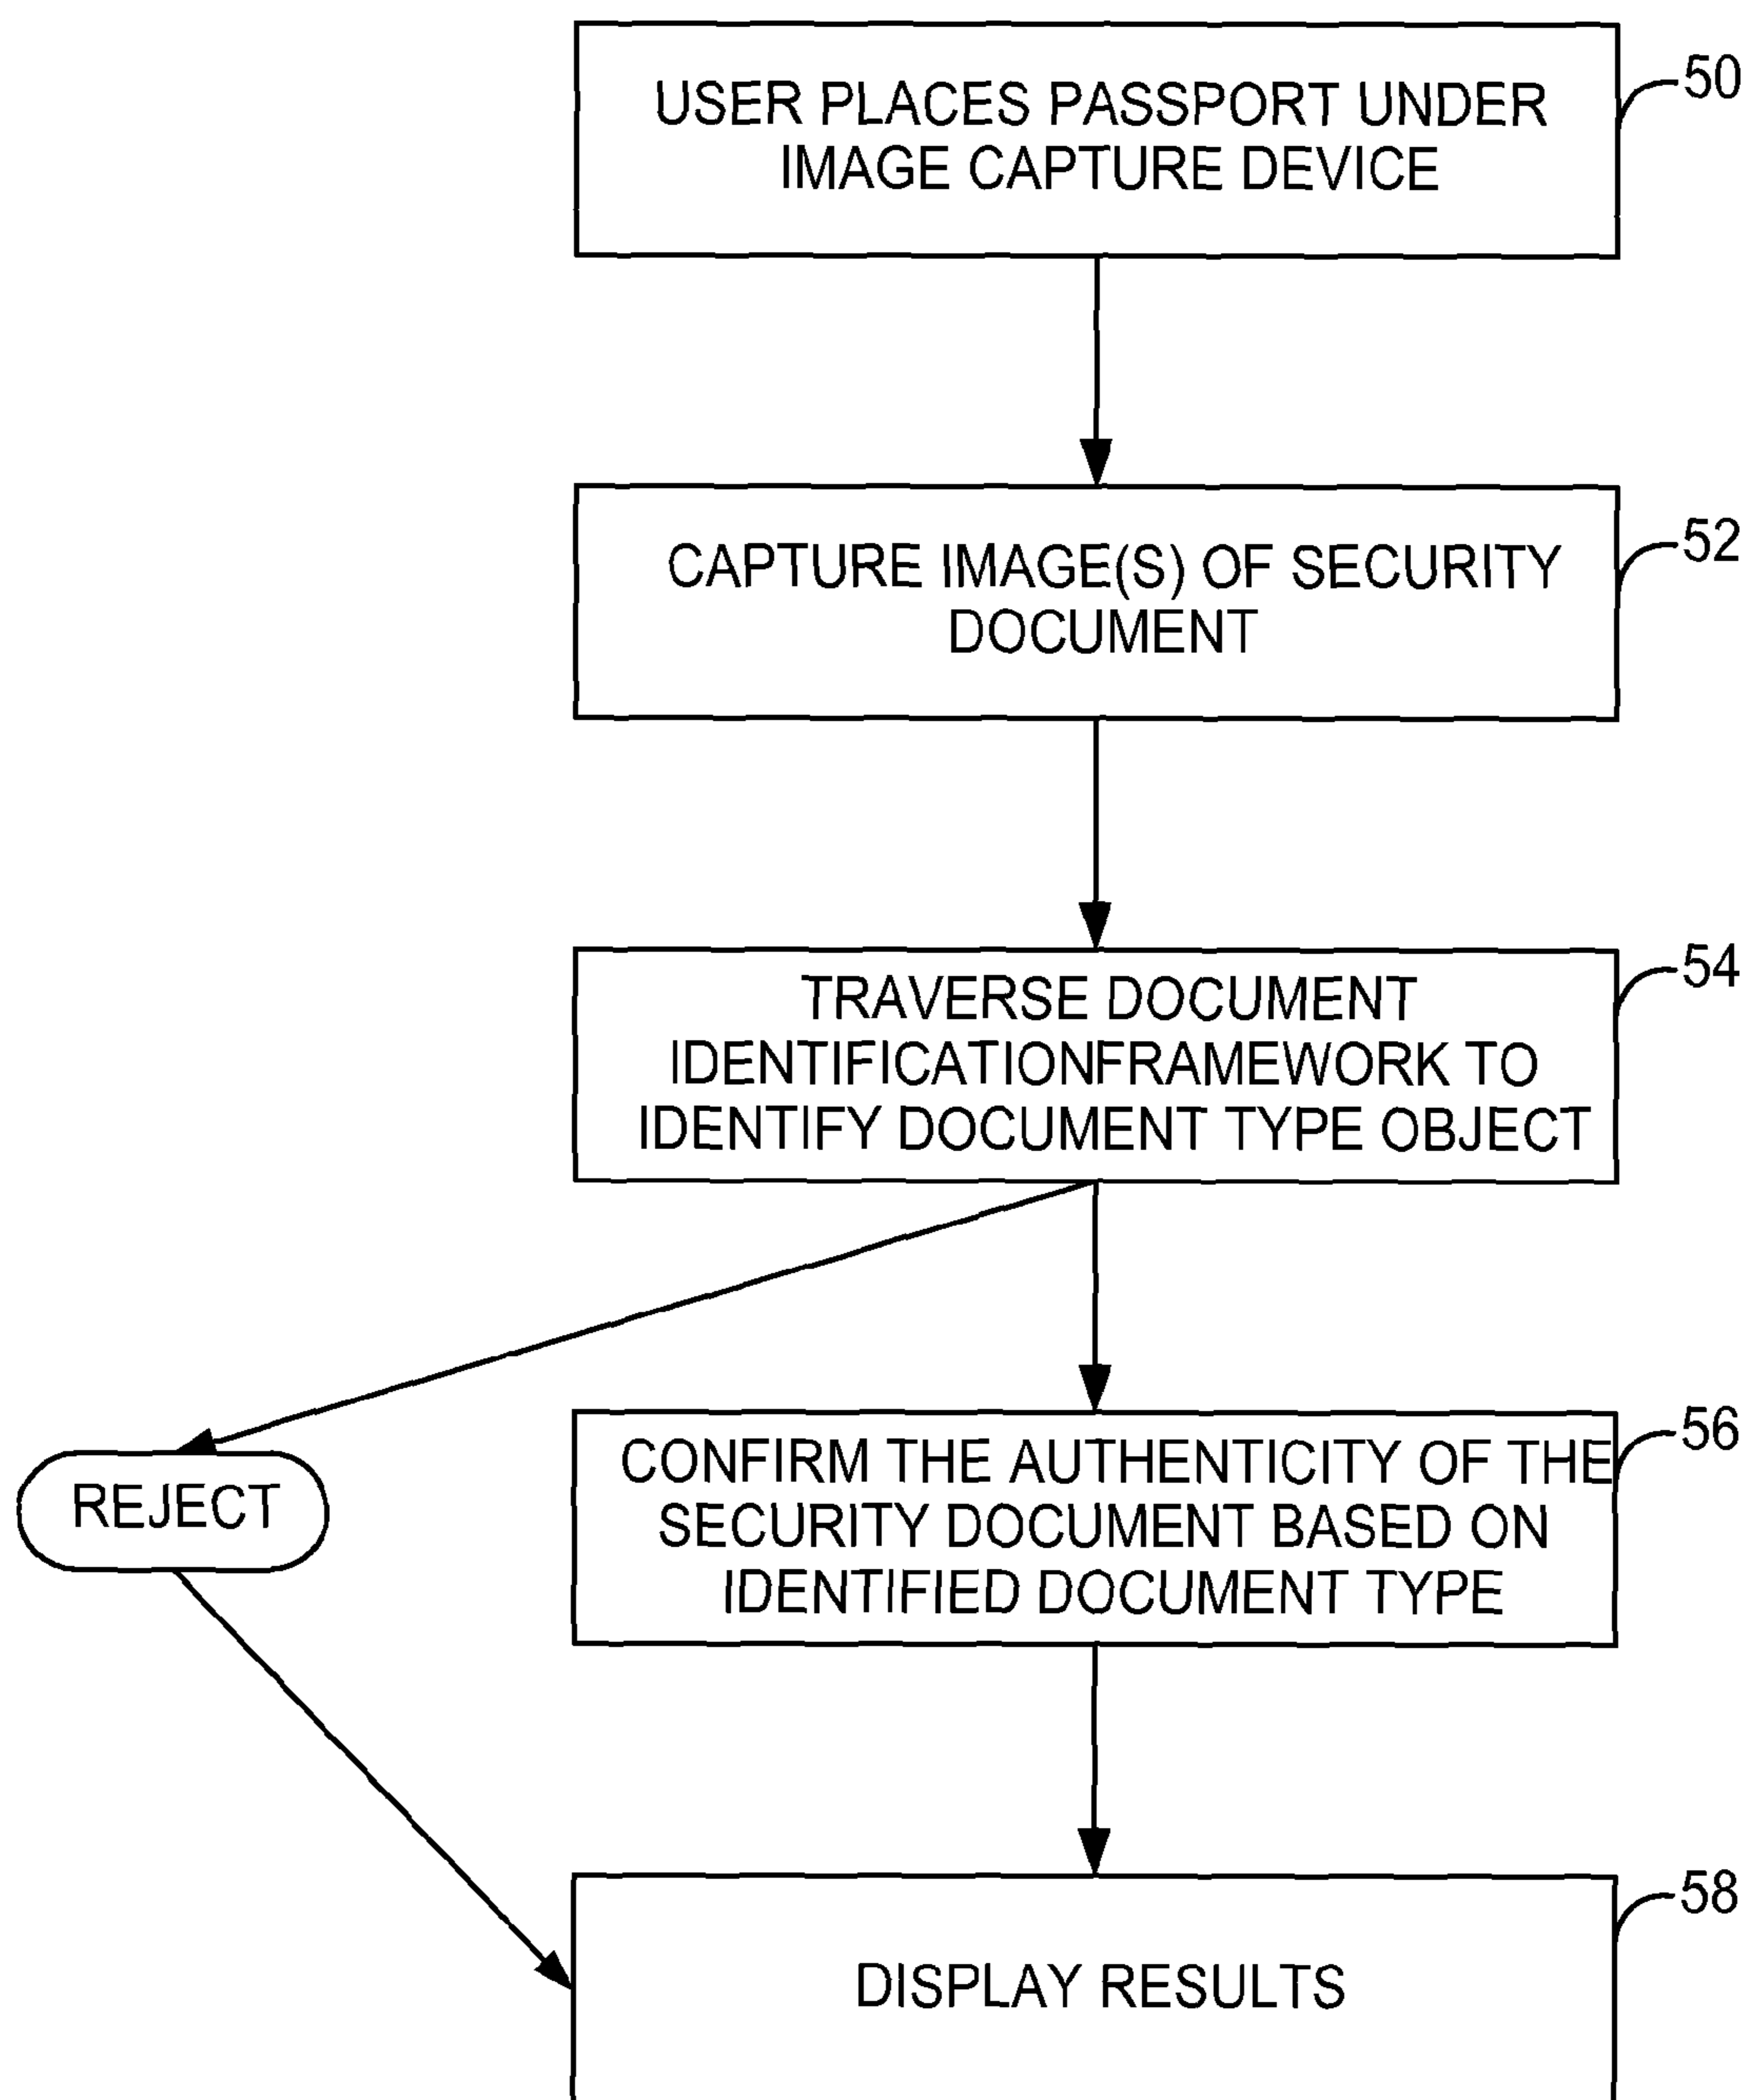 USER PLACES PASSPORT UNDER
IMAGE CAPTURE DEVICE
50
CAPTURE IMAGE(S) OF SECURITY
DOCUMENT
52
TRAVERSE DOCUMENT
IDENTIFICATIONFRAMEWORK TO
IDENTIFY DOCUMENT TYPE OBJECT
54
REJECT
CONFIRM THE AUTHENTICITY OF THE
SECURITY DOCUMENT BASED ON
IDENTIFIED DOCUMENT TYPE
56
DISPLAY RESULTS
58